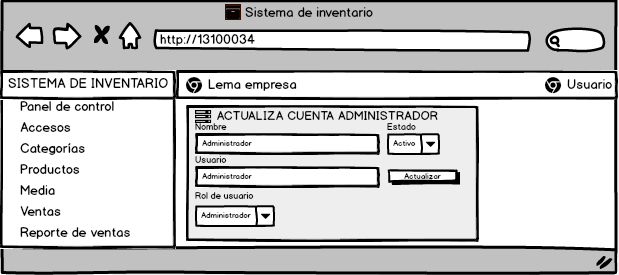 Sistema de inventario
http://13100034
SISTEMA DE INVENTARIO
Lema empresa
Usuario
Panel de control
Accesos
Categorías
Productos
Media
Ventas
Reporte de ventas
ACTUALIZA CUENTA ADMINISTRADOR
Nombre
Estado
Administrador
Activo
Usuario
Administrador
Actualizar
Rol de usuario
Administrador